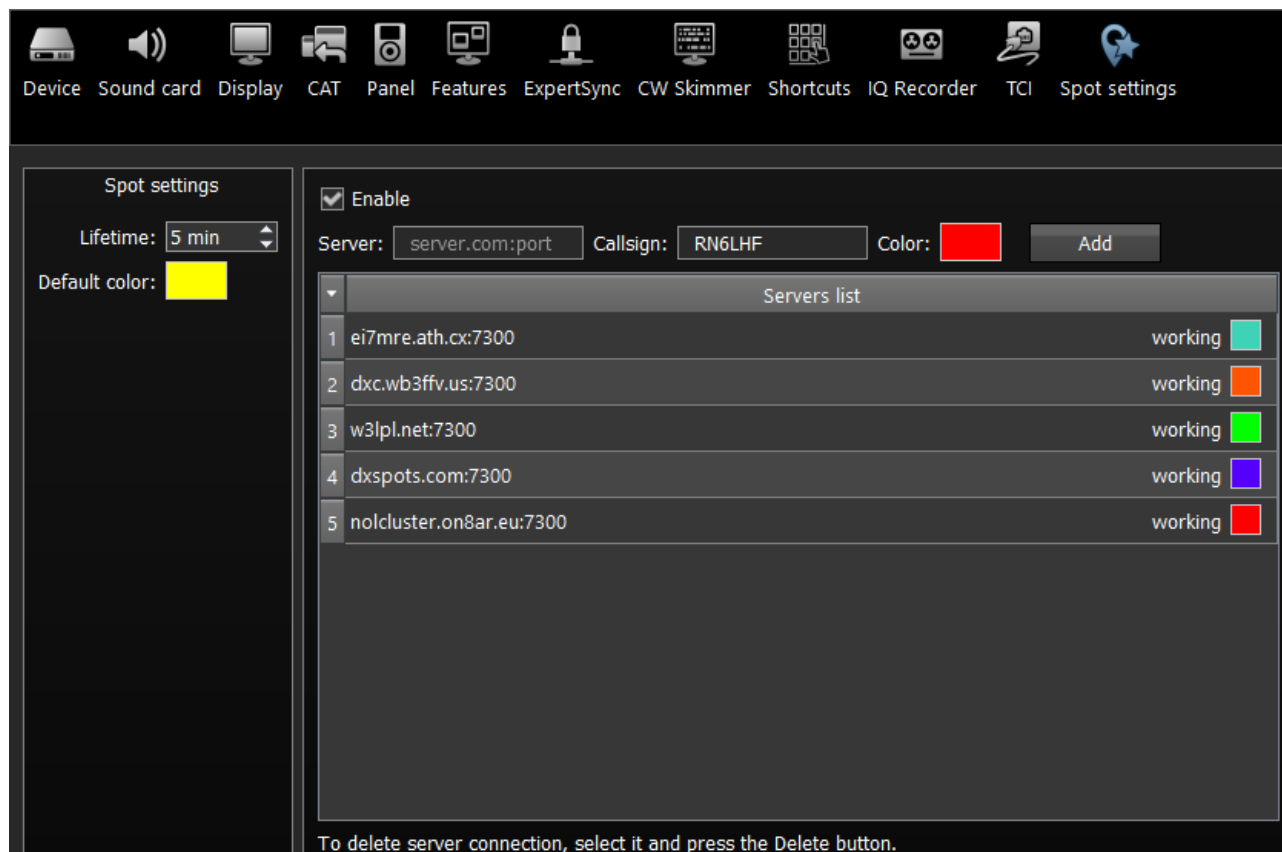 Device Sound card Display CAT Panel Features ExpertSync CW Skimmer Shortcuts IQ Recorder TCI Spot settings
Spot settings
Lifetime: 5 min
Default color:
Enable
Server: server.com:port Callsign: RN6LHF Color: Add
Servers list
1 ei7mre.ath.cx:7300 working
2 dxc.wb3ffv.us:7300 working
3 w3lpl.net:7300 working
4 dxspots.com:7300 working
5 nolcluster.on8ar.eu:7300 working
To delete server connection, select it and press the Delete button.